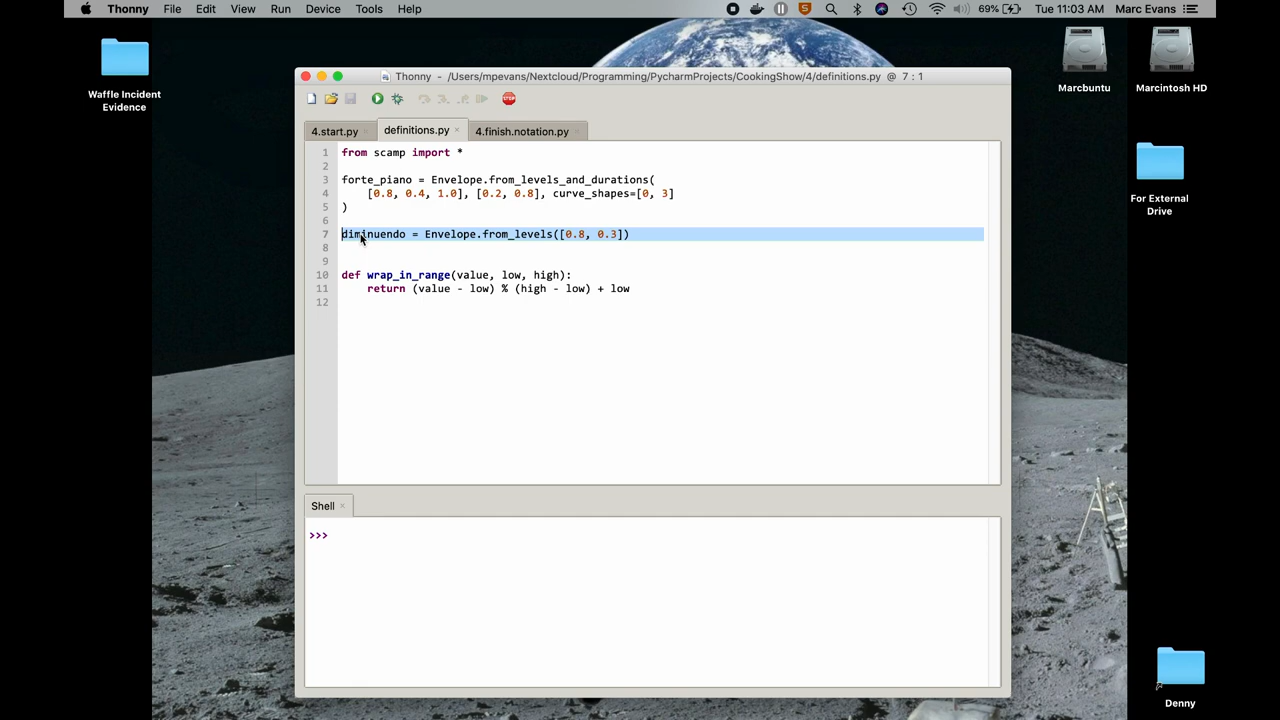 Thonny File Edit View Run Device Tools Help 69% Tue 11:03 AM Marc Evans
Waffle Incident
Evidence
Marcbuntu
Marcintosh HD
For External
Drive
Denny
Thonny - /Users/mpevans/Nextcloud/Programming/PycharmProjects/CookingShow/4/definitions.py @ 7 : 1
STOP
4.start.py × definitions.py × 4.finish.notation.py ×
1 from scamp import *
2
3 forte_piano = Envelope.from_levels_and_durations(
4 [0.8, 0.4, 1.0], [0.2, 0.8], curve_shapes=[0, 3]
5 )
6
7 diminuendo = Envelope.from_levels([0.8, 0.3])
8
9
10 def wrap_in_range(value, low, high):
11 return (value - low) % (high - low) + low
12
Shell ×
>>>